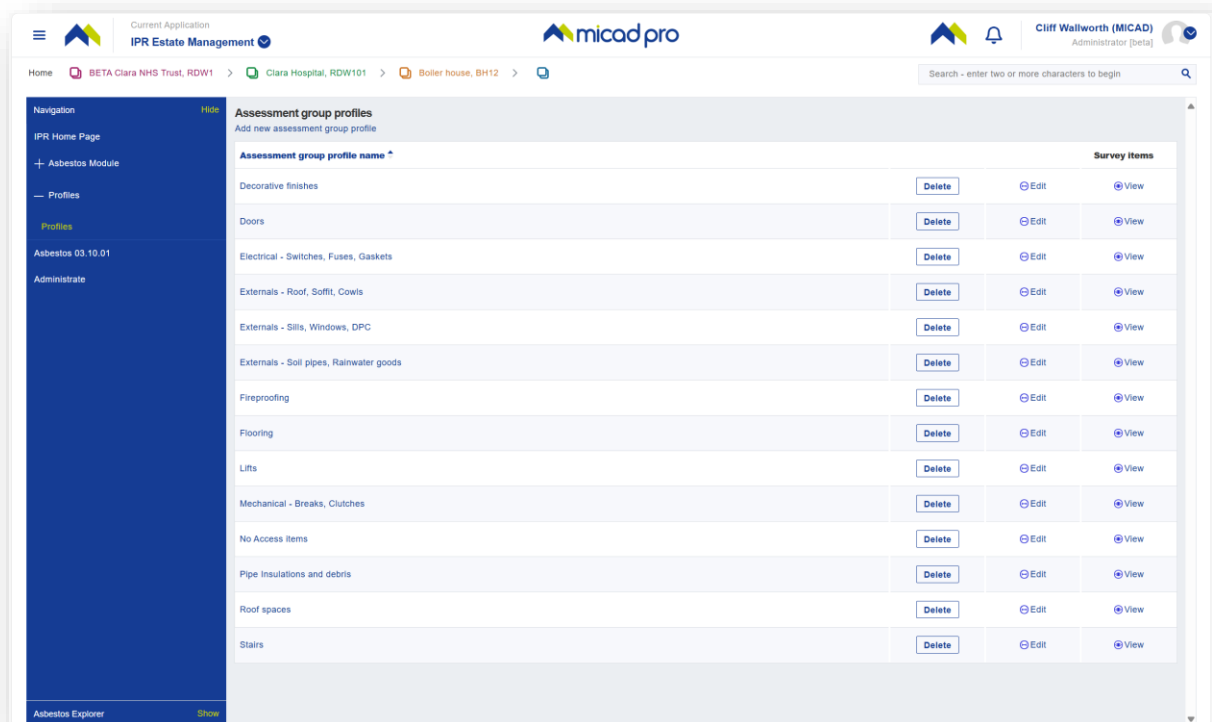 Current Application
IPR Estate Management
micad pro
Cliff Wallworth (MICAD)
Administrator [beta]
Home BETA Clara NHS Trust, RDW1 > Clara Hospital, RDW101 > Boiler house, BH12 >
Search - enter two or more characters to begin
Navigation Hide
IPR Home Page
+ Asbestos Module
— Profiles
Profiles
Asbestos 03.10.01
Administrate
Asbestos Explorer Show
Assessment group profiles
Add new assessment group profile
Assessment group profile name Survey items
Decorative finishes Delete Edit View
Doors Delete Edit View
Electrical - Switches, Fuses, Gaskets Delete Edit View
Externals - Roof, Soffit, Cowls Delete Edit View
Externals - Sills, Windows, DPC Delete Edit View
Externals - Soil pipes, Rainwater goods Delete Edit View
Fireproofing Delete Edit View
Flooring Delete Edit View
Lifts Delete Edit View
Mechanical - Breaks, Clutches Delete Edit View
No Access items Delete Edit View
Pipe Insulations and debris Delete Edit View
Roof spaces Delete Edit View
Stairs Delete Edit View